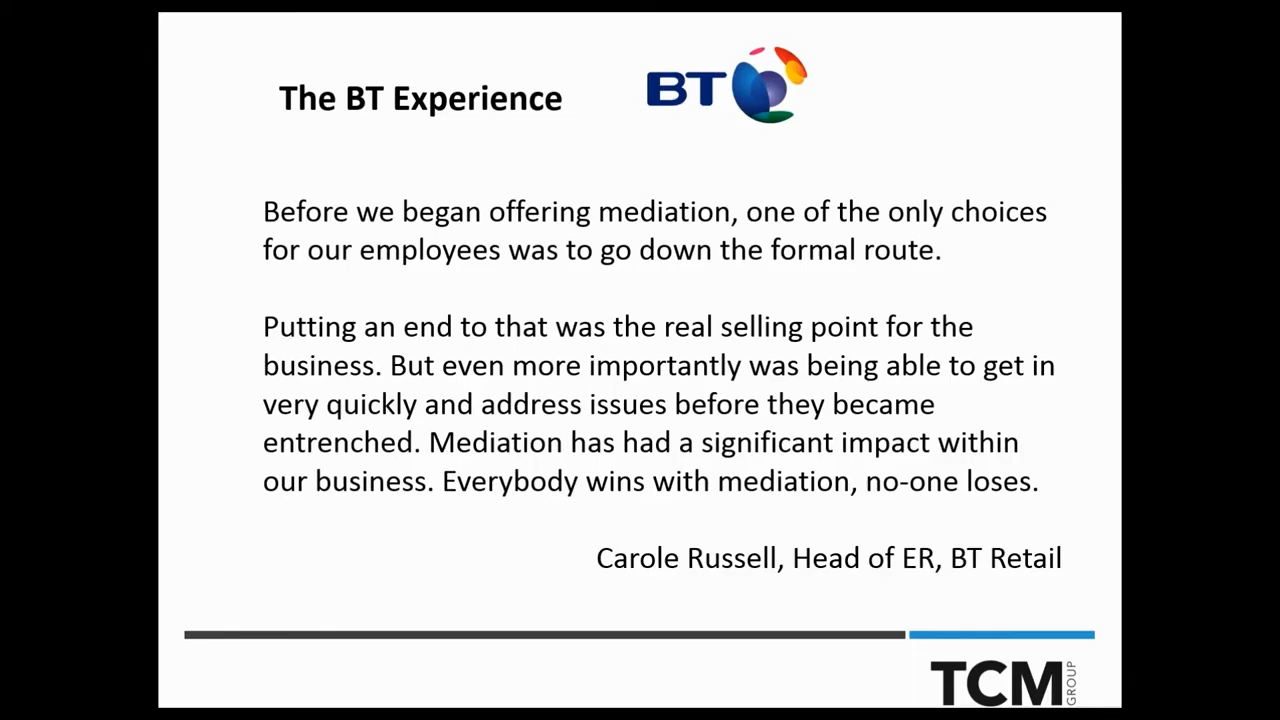 The BT Experience
BT
Before we began offering mediation, one of the only choices
for our employees was to go down the formal route.
Putting an end to that was the real selling point for the
business. But even more importantly was being able to get in
very quickly and address issues before they became
entrenched. Mediation has had a significant impact within
our business. Everybody wins with mediation, no-one loses.
Carole Russell, Head of ER, BT Retail
TCM GROUP